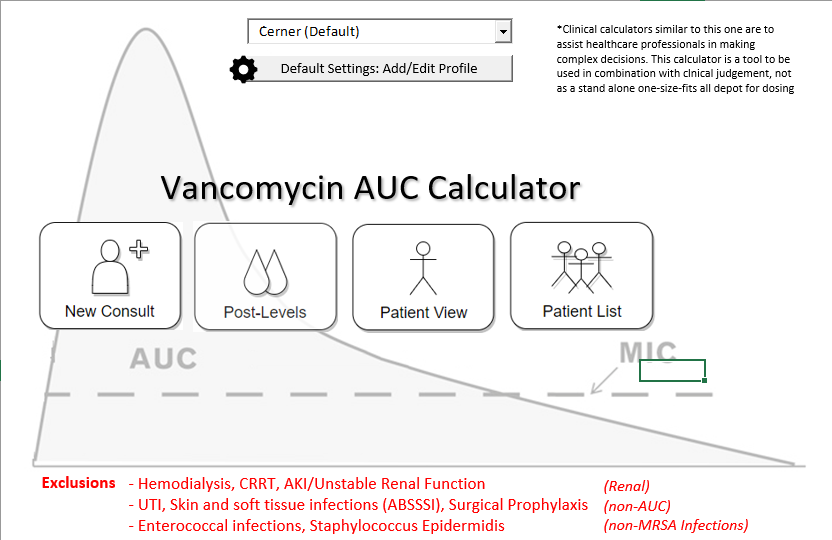 Cerner (Default)
Default Settings: Add/Edit Profile
*Clinical calculators similar to this one are to
assist healthcare professionals in making
complex decisions. This calculator is a tool to be
used in combination with clnical judgement, not
as a stand alone one-size-fits all depot for dosing
Vancomycin AUC Calculator
New Consult
Post-Levels
Patient View
Patient List
AUC
MIC
Exclusions - Hemodialysis, CRRT, AKI/Unstable Renal Function (Renal)
- UTI, Skin and soft tissue infections (ABSSSI), Surgical Prophylaxis (non-AUC)
- Enterococcal infections, Staphylococcus Epidermidis (non-MRSA Infections)